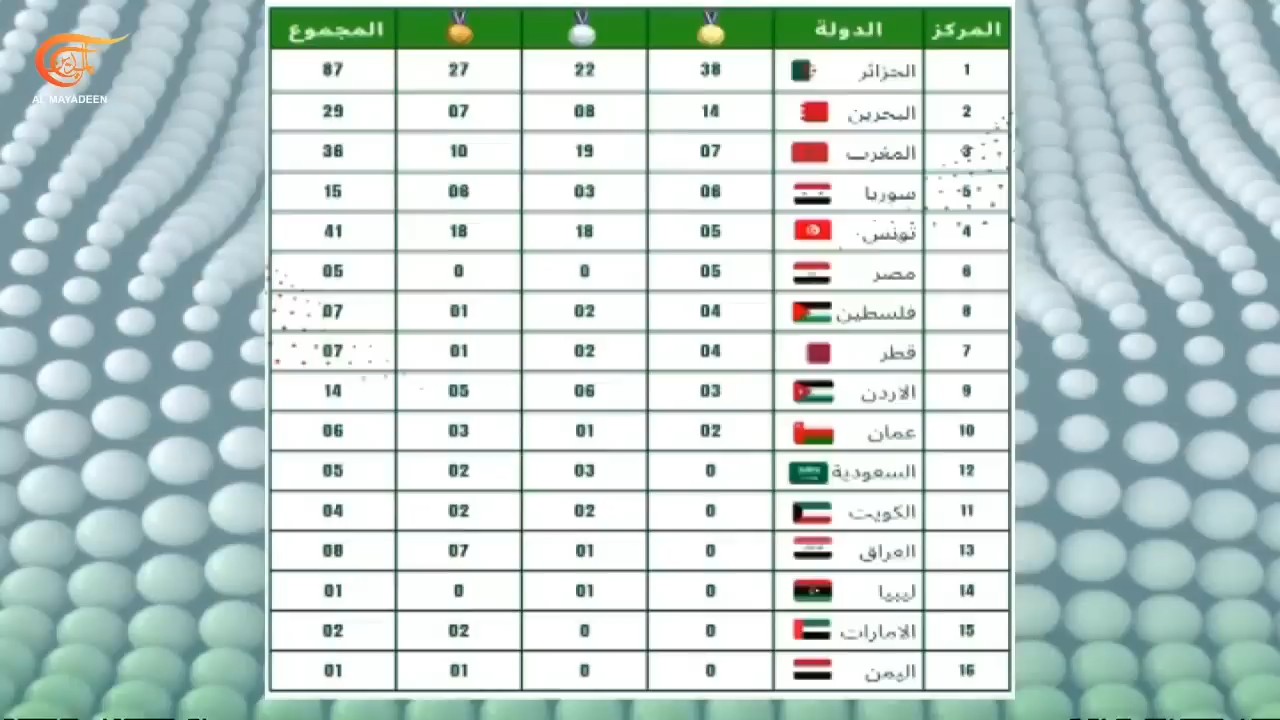 AL MAYADEEN
المركز الدولة المجموع
1 الجزائر 38 22 27 87
2 البحرين 14 08 07 29
3 المغرب 07 19 10 36
5 سوريا 06 03 06 15
4 تونس 05 18 18 41
6 مصر 05 0 0 05
8 فلسطين 04 02 01 07
7 قطر 04 02 01 07
9 الاردن 03 06 05 14
10 عمان 02 01 03 06
12 السعودية 0 03 02 05
11 الكويت 0 02 02 04
13 العراق 0 01 07 08
14 ليبيا 0 01 0 01
15 الامارات 0 0 02 02
16 اليمن 0 0 01 01